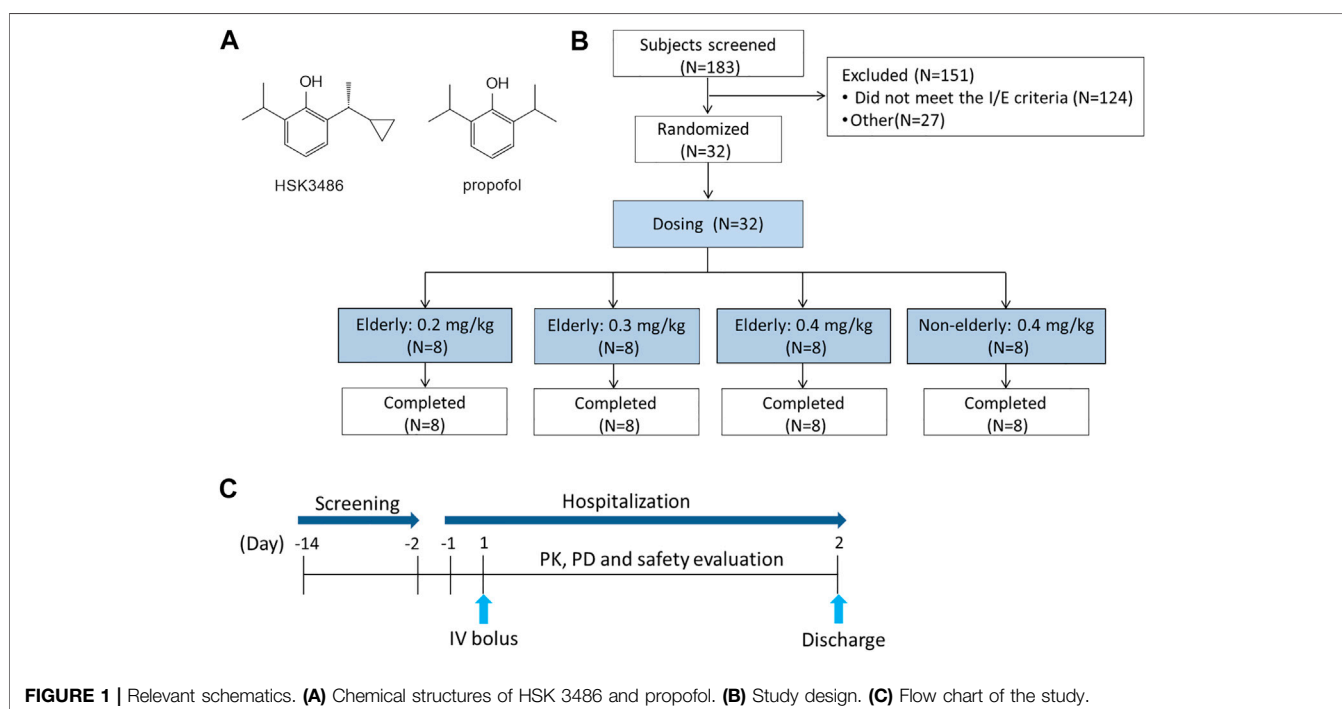 A
OH
HSK3486
OH
propofol
B
Subjects screened
(N=183)
Excluded (N=151)
• Did not meet the I/E criteria (N=124)
•Other(N=27)
Randomized
(N=32)
Dosing (N=32)
Elderly: 0.2 mg/kg
(N=8)
Elderly: 0.3 mg/kg
(N=8)
Elderly: 0.4 mg/kg
(N=8)
Non-elderly: 0.4 mg/kg
(N=8)
Completed
(N=8)
Completed
(N=8)
Completed
(N=8)
Completed
(N=8)
C
Screening
Hospitalization
(Day) -14 -2 -1 1 2
PK, PD and safety evaluation
IV bolus
Discharge
FIGURE 1 | Relevant schematics. (A) Chemical structures of HSK 3486 and propofol. (B) Study design. (C) Flow chart of the study.